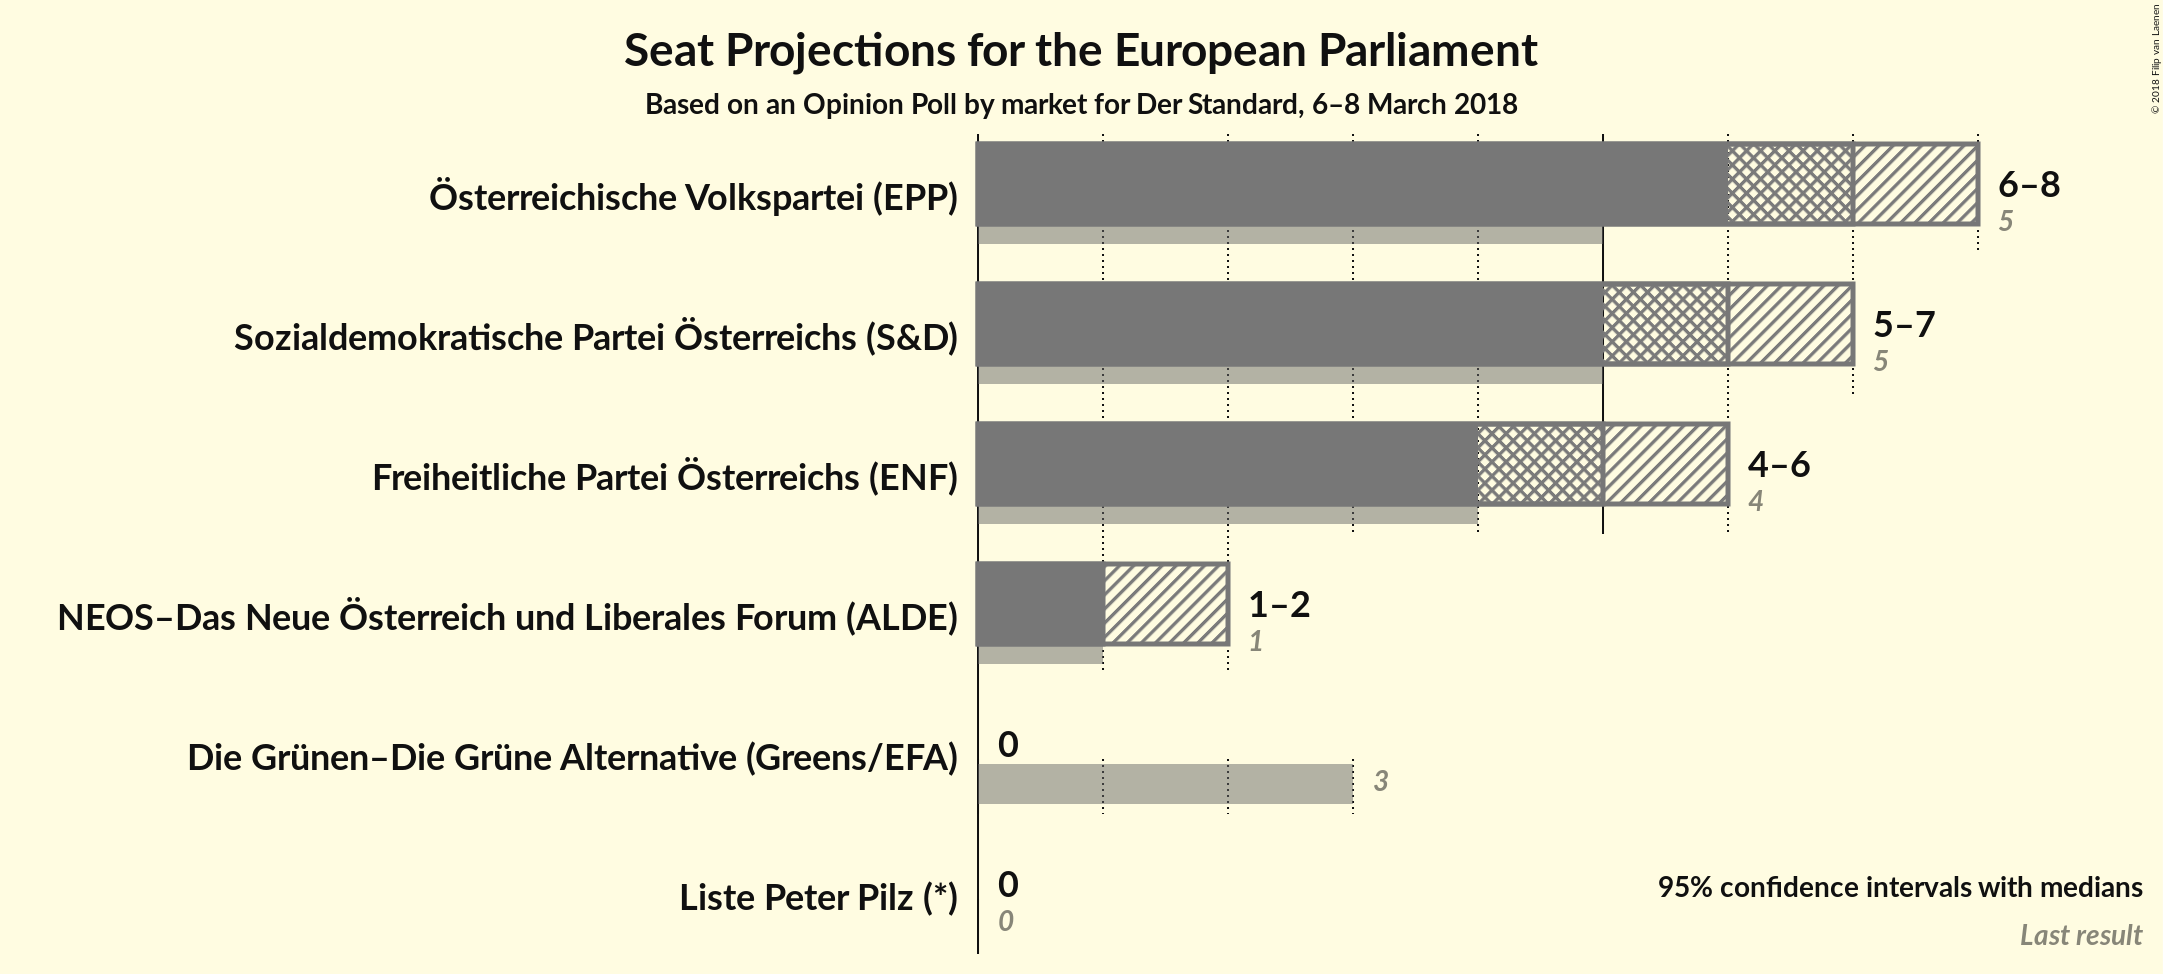 Seat Projections for the European Parliament
Based on an Opinion Poll by market for Der Standard, 6–8 March 2018
© 2018 Filip van Laenen
Österreichische Volkspartei (EPP)
6–8
5
Sozialdemokratische Partei Österreichs (S&D)
5–7
5
Freiheitliche Partei Österreichs (ENF)
4–6
4
NEOS–Das Neue Österreich und Liberales Forum (ALDE)
1–2
1
Die Grünen–Die Grüne Alternative (Greens/EFA)
0
3
Liste Peter Pilz (*)
0
0
95% confidence intervals with medians
Last result